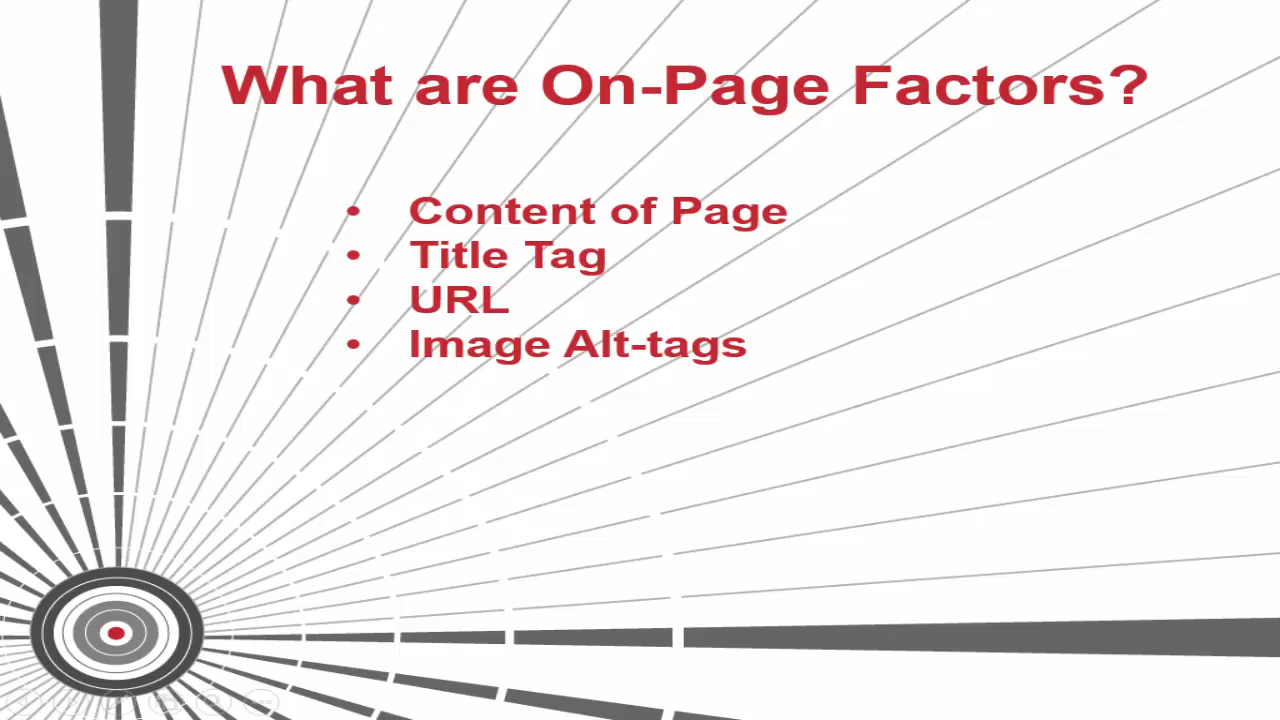 What are On-Page Factors?
• Content of Page
• Title Tag
• URL
• Image Alt-tags